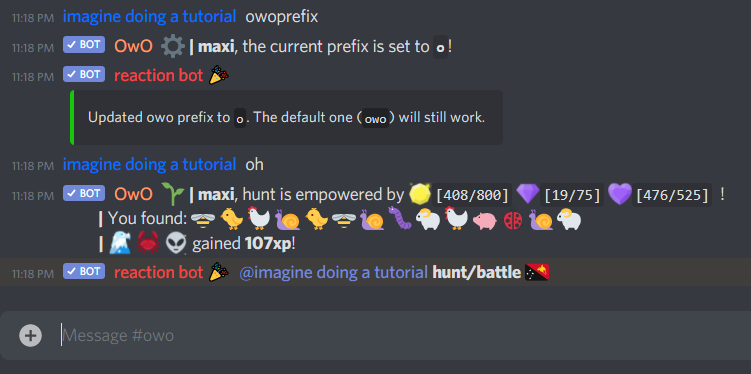 11:18 PM imagine doing a tutorial owoprefix
11:18 PM BOT OwO | maxi, the current prefix is set to o !
11:18 PM BOT reaction bot
Updated owo prefix to o . The default one ( owo ) will still work.
11:18 PM imagine doing a tutorial oh
11:18 PM BOT OwO | maxi, hunt is empowered by [408/800] [19/75] [476/525] !
| You found:
| gained 107xp!
11:18 PM BOT reaction bot @imagine doing a tutorial hunt/battle
Message #owo